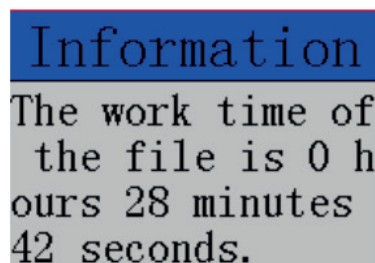 Information
The work time of
the file is 0 h
ours 28 minutes
42 seconds.